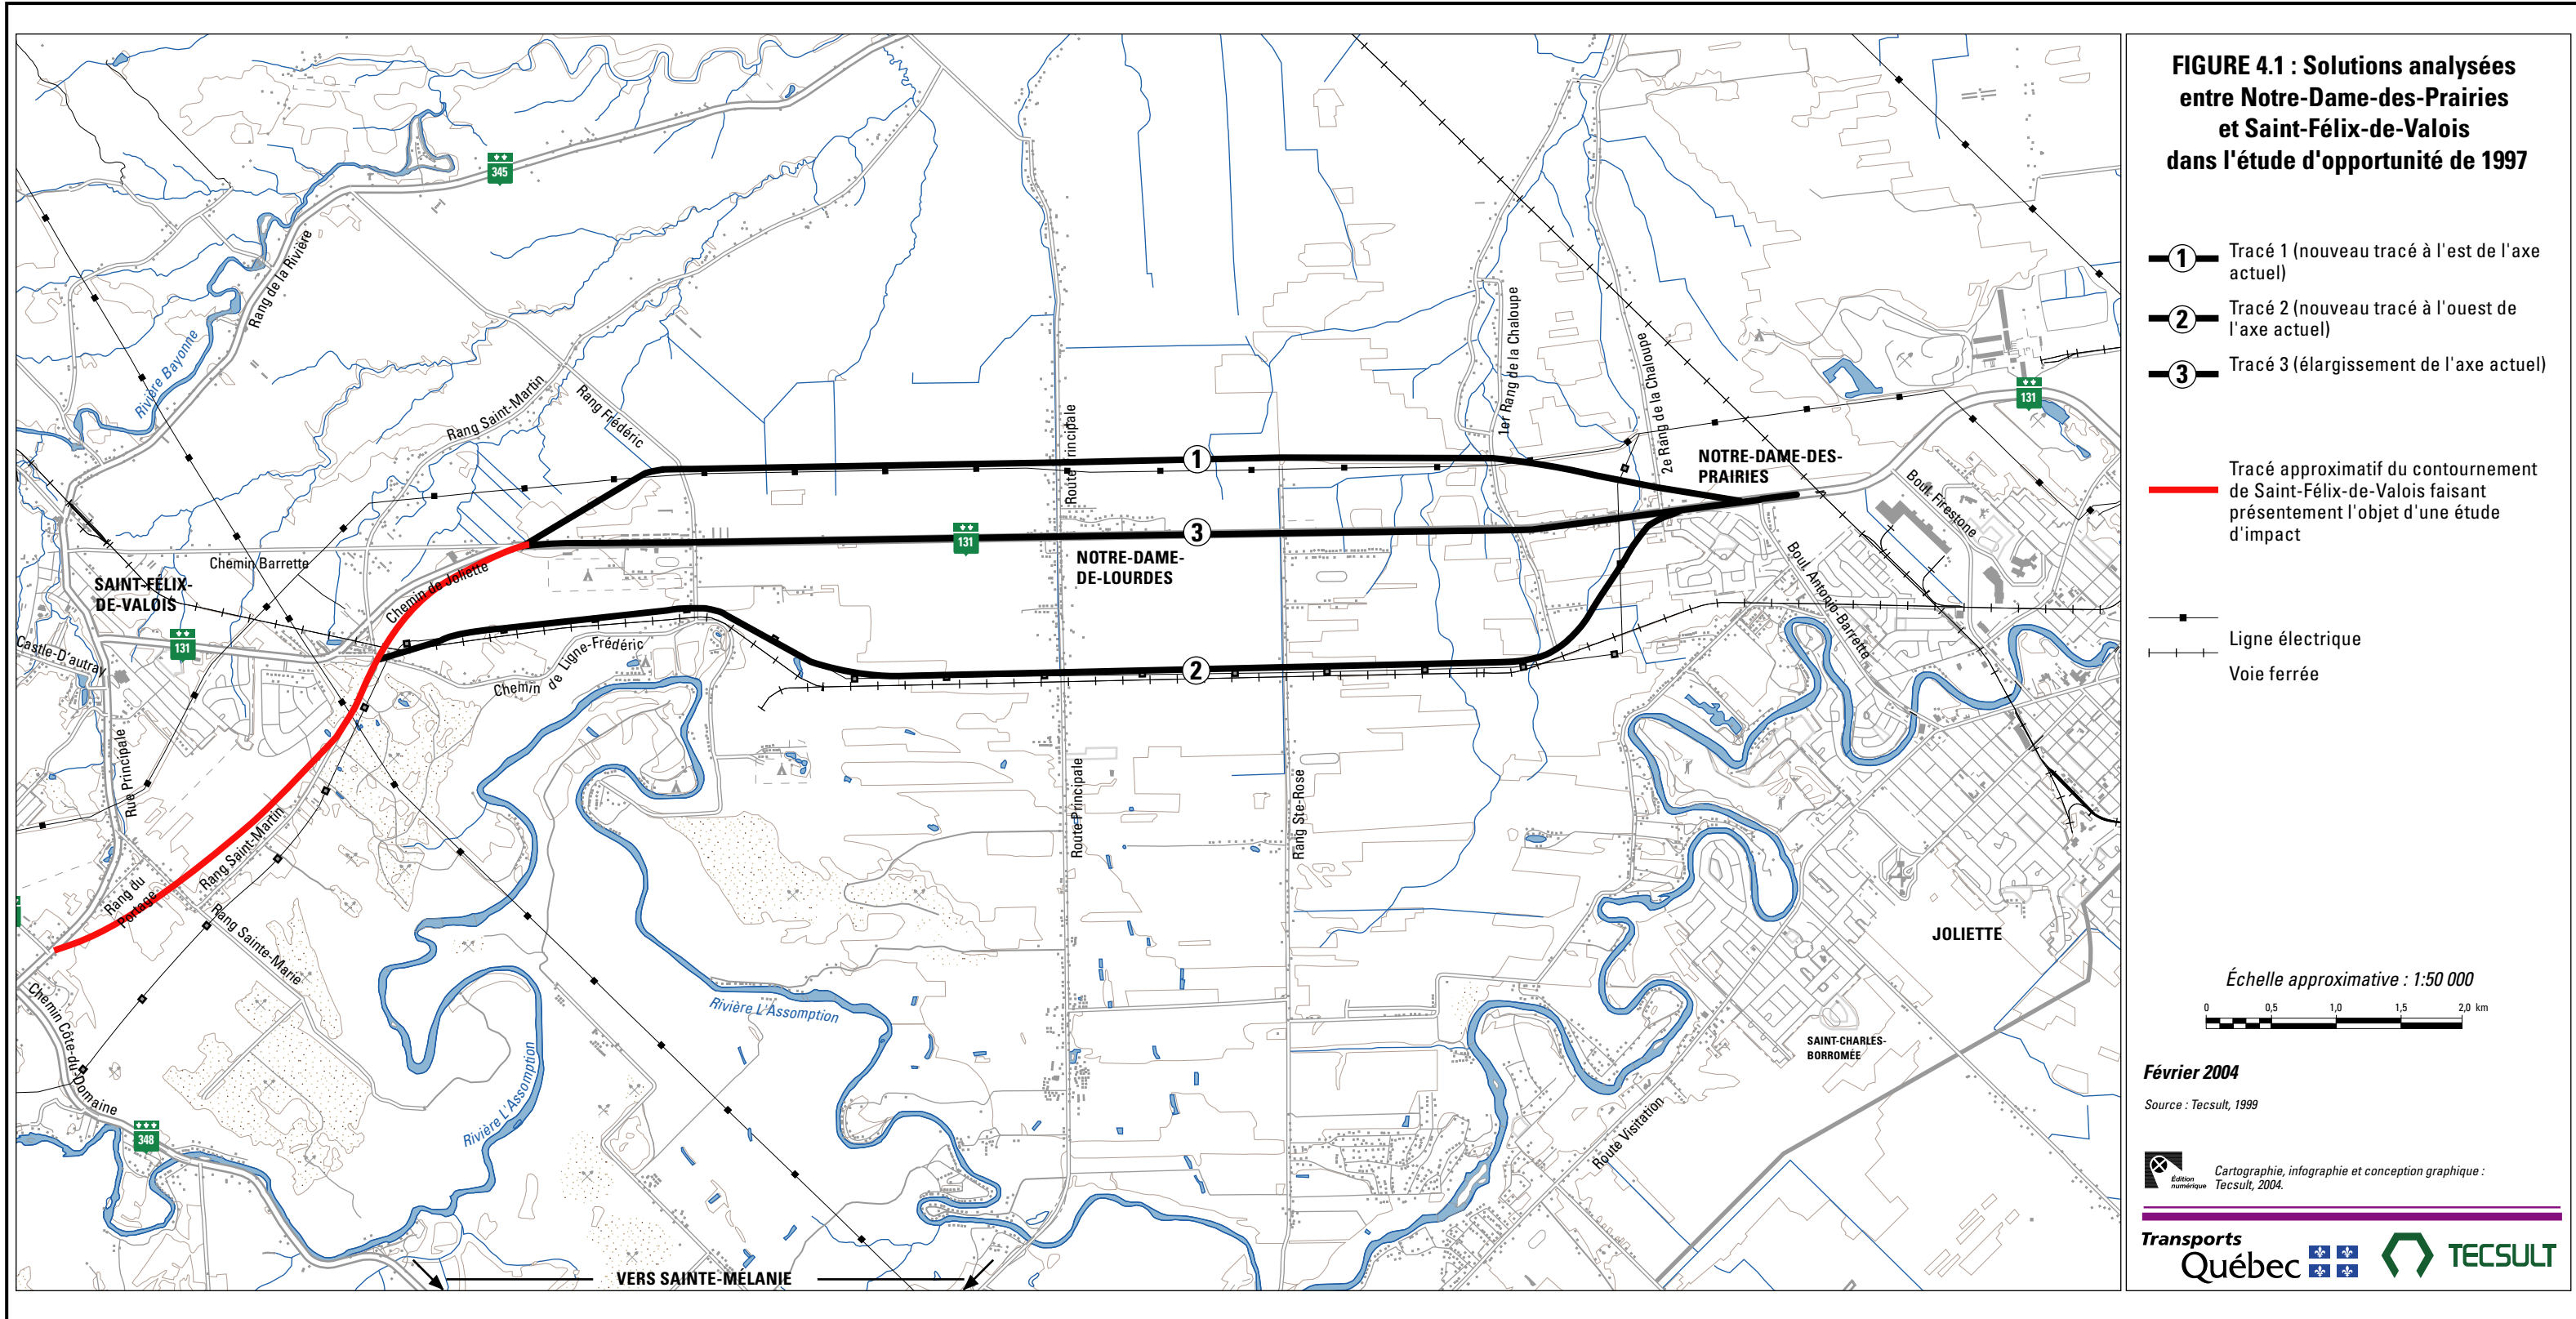 FIGURE 4.1 : Solutions analysées
entre Notre-Dame-des-Prairies
et Saint-Félix-de-Valois
dans l'étude d'opportunité de 1997
1
Tracé 1 (nouveau tracé à l'est de l'axe
actuel)
2
Tracé 2 (nouveau tracé à l'ouest de
l'axe actuel)
3
Tracé 3 (élargissement de l'axe actuel)
Tracé approximatif du contournement
de Saint-Félix-de-Valois faisant
présentement l'objet d'une étude
d'impact
Ligne électrique
Voie ferrée
Échelle approximative : 1:50 000
0 0,5 1,0 1,5 2,0 km
Février 2004
Source : Tecsult, 1999
Édition
numérique
Cartographie, infographie et conception graphique :
Tecsult, 2004.
Transports
Québec
TECSULT
345
Rang de la Rivière
Rivière Bayonne
Rang Saint-Martin
Rang Frédéric
Route Principale
1er Rang de la Chaloupe
2e Rang de la Chaloupe
131
NOTRE-DAME-DES-
PRAIRIES
Boul. Firestone
1
3
131
NOTRE-DAME-
DE-LOURDES
Chemin Barrette
SAINT-FÉLIX-
DE-VALOIS
Chemin de Joliette
131
Castle-D'autray
Chemin de Ligne-Frédéric
2
Boul. Antonio-Barrette
Rue Principale
Route Principale
Rang Ste-Rose
Rang Saint-Martin
Rang du
Portage
Rang Sainte-Marie
JOLIETTE
Chemin Côte-du-Domaine
Rivière L'Assomption
Rivière L'Assomption
SAINT-CHARLES-
BORROMÉE
Route Visitation
348
VERS SAINTE-MÉLANIE